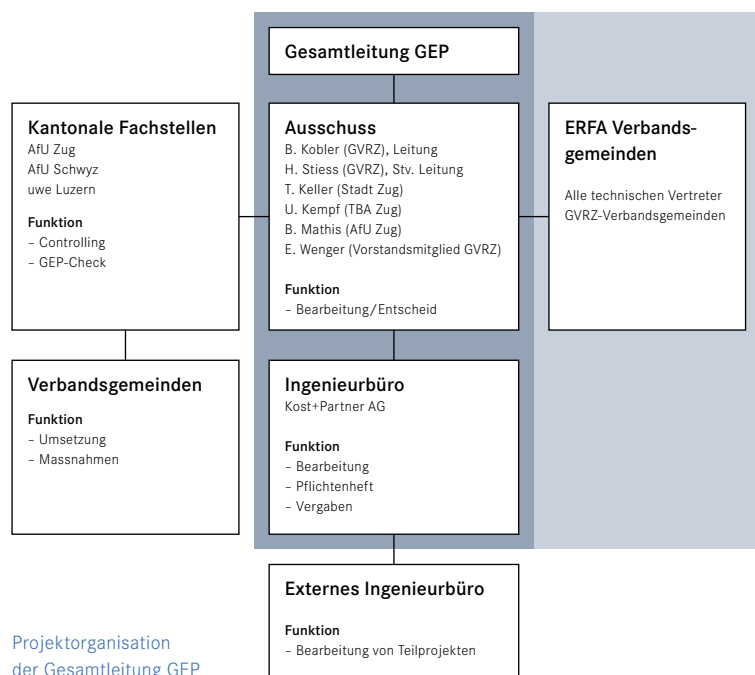 Gesamtleitung GEP
Kantonale Fachstellen
AfU Zug
AfU Schwyz
uwe Luzern
Funktion
– Controlling
– GEP-Check
Ausschuss
B. Kobler (GVRZ), Leitung
H. Stiess (GVRZ), Stv. Leitung
T. Keller (Stadt Zug)
U. Kempf (TBA Zug)
B. Mathis (AfU Zug)
E. Wenger (Vorstandsmitglied GVRZ)
Funktion
– Bearbeitung/Entscheid
ERFA Verbands-
gemeinden
Alle technischen Vertreter
GVRZ-Verbandsgemeinden
Verbandsgemeinden
Funktion
– Umsetzung
– Massnahmen
Ingenieurbüro
Kost+Partner AG
Funktion
– Bearbeitung
– Pflichtenheft
– Vergaben
Externes Ingenieurbüro
Funktion
– Bearbeitung von Teilprojekten
Projektorganisation
der Gesamtleitung GEP